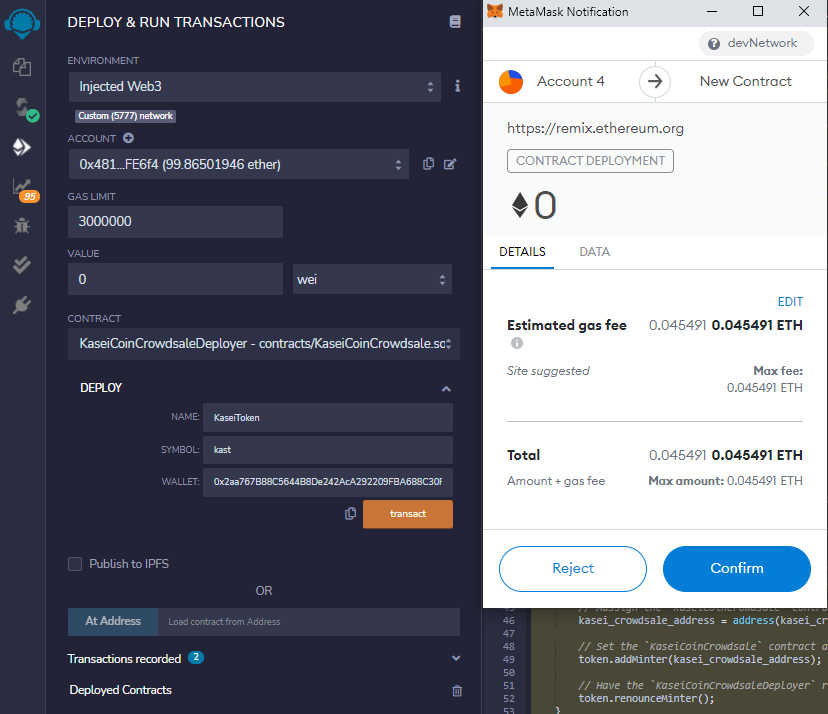 DEPLOY & RUN TRANSACTIONS
ENVIRONMENT
Injected Web3
Custom (5777) network
ACCOUNT
0x481...FE6f4 (99.86501946 ether)
95
GAS LIMIT
3000000
VALUE
0
wei
CONTRACT
KaseiCoinCrowdsaleDeployer - contracts/KaseiCoinCrowdsale.so
DEPLOY
NAME:
KaseiToken
SYMBOL:
kast
WALLET:
0x2aa767B88C5644B8De242AcA292209FBA688C30F
transact
Publish to IPFS
OR
At Address
Load contract from Address
Transactions recorded 2
Deployed Contracts
MetaMask Notification
devNetwork
Account 4
New Contract
https://remix.ethereum.org
CONTRACT DEPLOYMENT
0
DETAILS
DATA
EDIT
Estimated gas fee 0.045491 0.045491 ETH
Site suggested
Max fee:
0.045491 ETH
Total 0.045491 0.045491 ETH
Amount + gas fee Max amount: 0.045491 ETH
Reject
Confirm
46 kasei_crowdsale_address = address(kasei_cr
47
48 // Set the `KaseiCoinCrowdsale` contract a
49 token.addMinter(kasei_crowdsale_address);
50
51 // Have the `KaseiCoinCrowdsaleDeployer` r
52 token.renounceMinter();
53 }